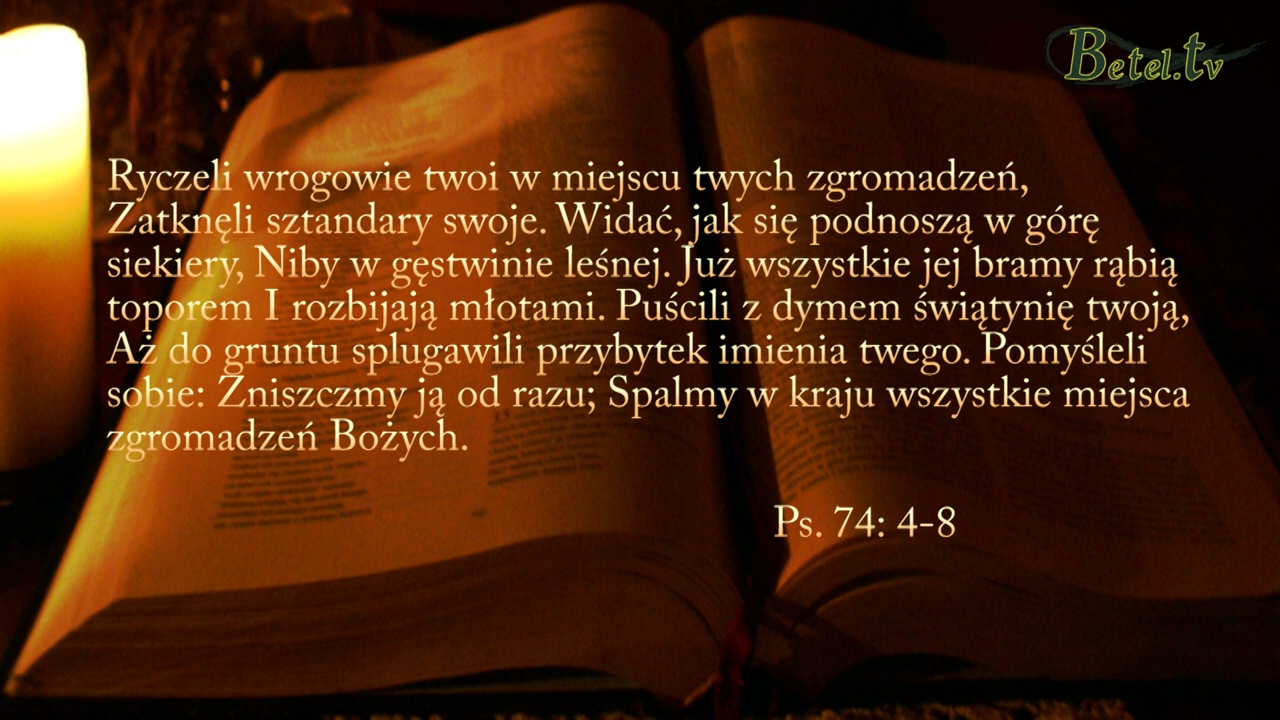 Betel.tv
Ryczeli wrogowie twoi w miejscu twych zgromadzeń,
Zatknęli sztandary swoje. Widać, jak się podnoszą w górę
siekiery, Niby w gęstwinie leśnej. Już wszystkie jej bramy rąbią
toporem I rozbijają młotami. Puścili z dymem świątynię twoją,
Aż do gruntu splugawili przybytek imienia twego. Pomyśleli
sobie: Zniszczmy ją od razu; Spalmy w kraju wszystkie miejsca
zgromadzeń Bożych.
Ps. 74: 4-8